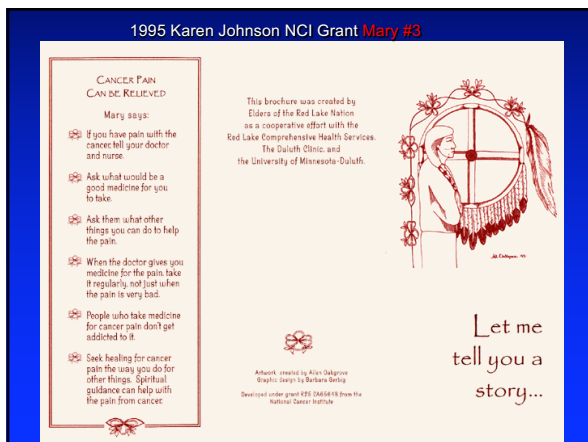 1995 Karen Johnson NCI Grant Mary #3
CANCER PAIN
CAN BE RELIEVED
Mary says:
If you have pain with the
cancer, tell your doctor
and nurse.
Ask what would be a
good medicine for you
to take.
Ask them what other
things you can do to help
the pain.
When the doctor gives you
medicine for the pain, take
it regularly, not just when
the pain is very bad.
People who take medicine
for cancer pain don't get
addicted to it.
Seek healing for cancer
pain the way you do for
other things. Spiritual
guidance can help with
the pain from cancer.
This brochure was created by
Elders of the Red Lake Nation
as a cooperative effort with the
Red Lake Comprehensive Health Services,
The Duluth Clinic, and
the University of Minnesota-Duluth.
Artwork created by Allen Oakgrove
Graphic design by Barbara Gerbig
Developed under grant from the
National Cancer Institute
Let me
tell you a
story...